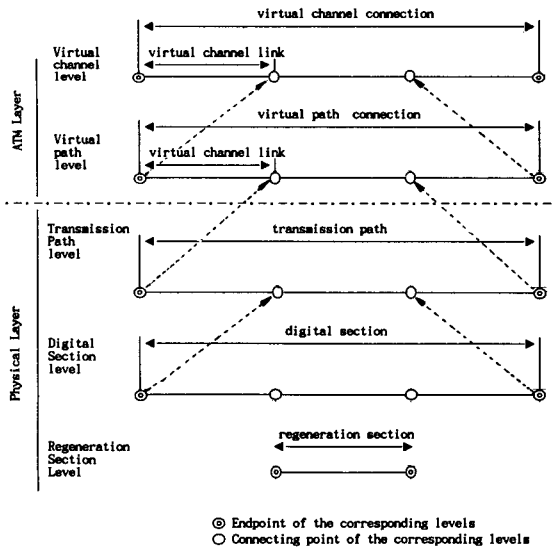 virtual channel connection
Virtual
channel
level
virtual channel link
ATM Layer
virtual path connection
Virtual
path
level
virtual channel link
Transmission
Path
level
transmission path
Physical Layer
digital section
Digital
Section
level
regeneration section
Regeneration
Section
Level
Endpoint of the corresponding levels
Connecting point of the corresponding levels